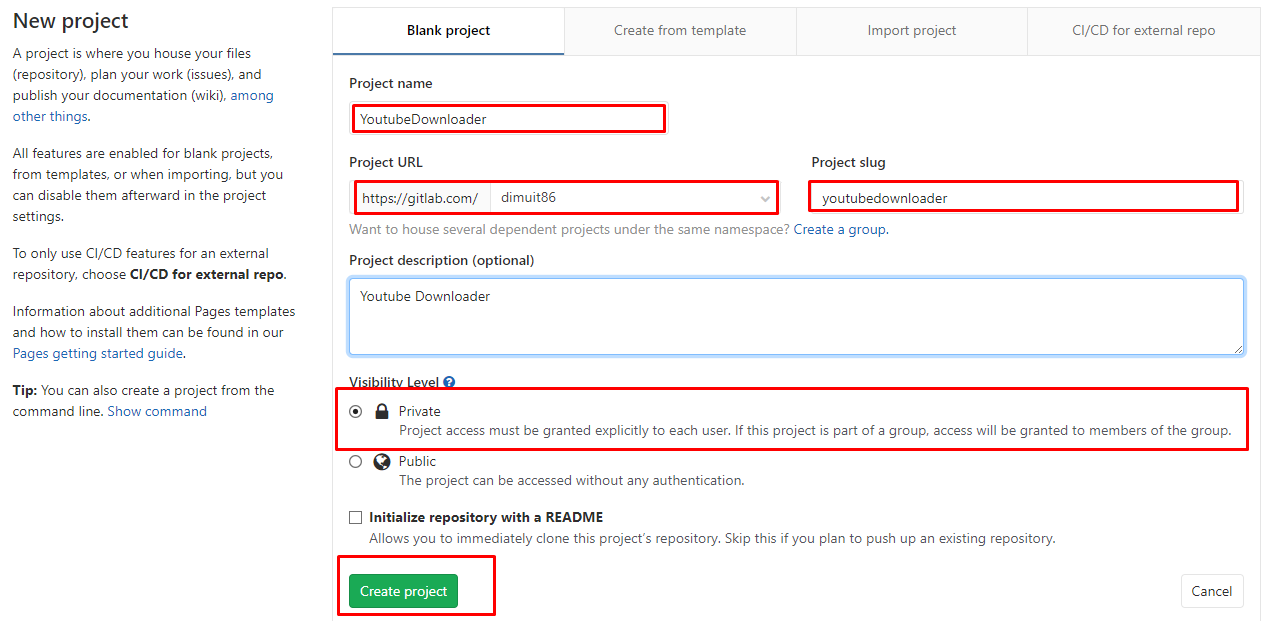 New project
A project is where you house your files
(repository), plan your work (issues), and
publish your documentation (wiki), among
other things.
All features are enabled for blank projects,
from templates, or when importing, but you
can disable them afterward in the project
settings.
To only use CI/CD features for an external
repository, choose CI/CD for external repo.
Information about additional Pages templates
and how to install them can be found in our
Pages getting started guide.
Tip: You can also create a project from the
command line. Show command
Blank project
Create from template
Import project
CI/CD for external repo
Project name
YoutubeDownloader
Project URL
https://gitlab.com/ dimuit86
Project slug
youtubedownloader
Want to house several dependent projects under the same namespace? Create a group.
Project description (optional)
Youtube Downloader
Visibility Level ?
Private
Project access must be granted explicitly to each user. If this project is part of a group, access will be granted to members of the group.
Public
The project can be accessed without any authentication.
Initialize repository with a README
Allows you to immediately clone this project's repository. Skip this if you plan to push up an existing repository.
Create project
Cancel